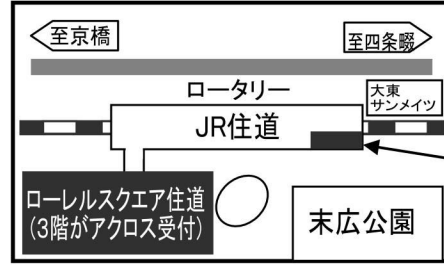 至京橋
至四条畷
ロータリー
大東
サンメイツ
JR住道
ローレルスクエア住道
(3階がアクロス受付)
末広公園